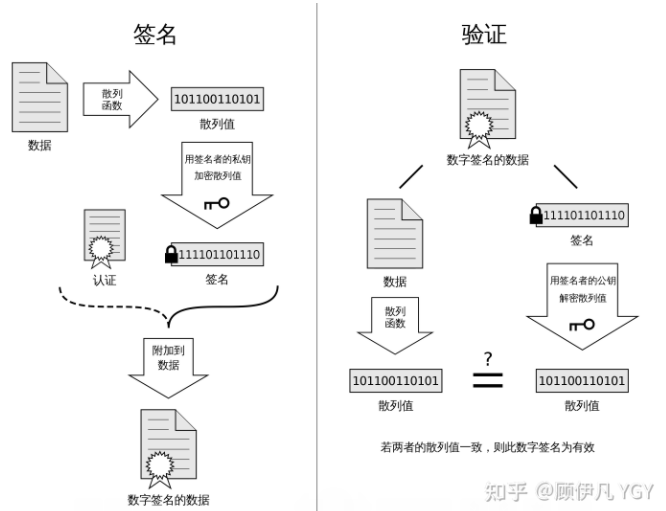 签名
散列
函数
101100110101
数据
散列值
用签名者的私钥
加密散列值
111101101110
认证
签名
附加到
数据
数字签名的数据
验证
数字签名的数据
111101101110
签名
数据
用签名者的公钥
解密散列值
散列
函数
?
101100110101
101100110101
散列值
散列值
若两者的散列值一致，则此数字签名为有效
知乎 @顾伊凡YGY